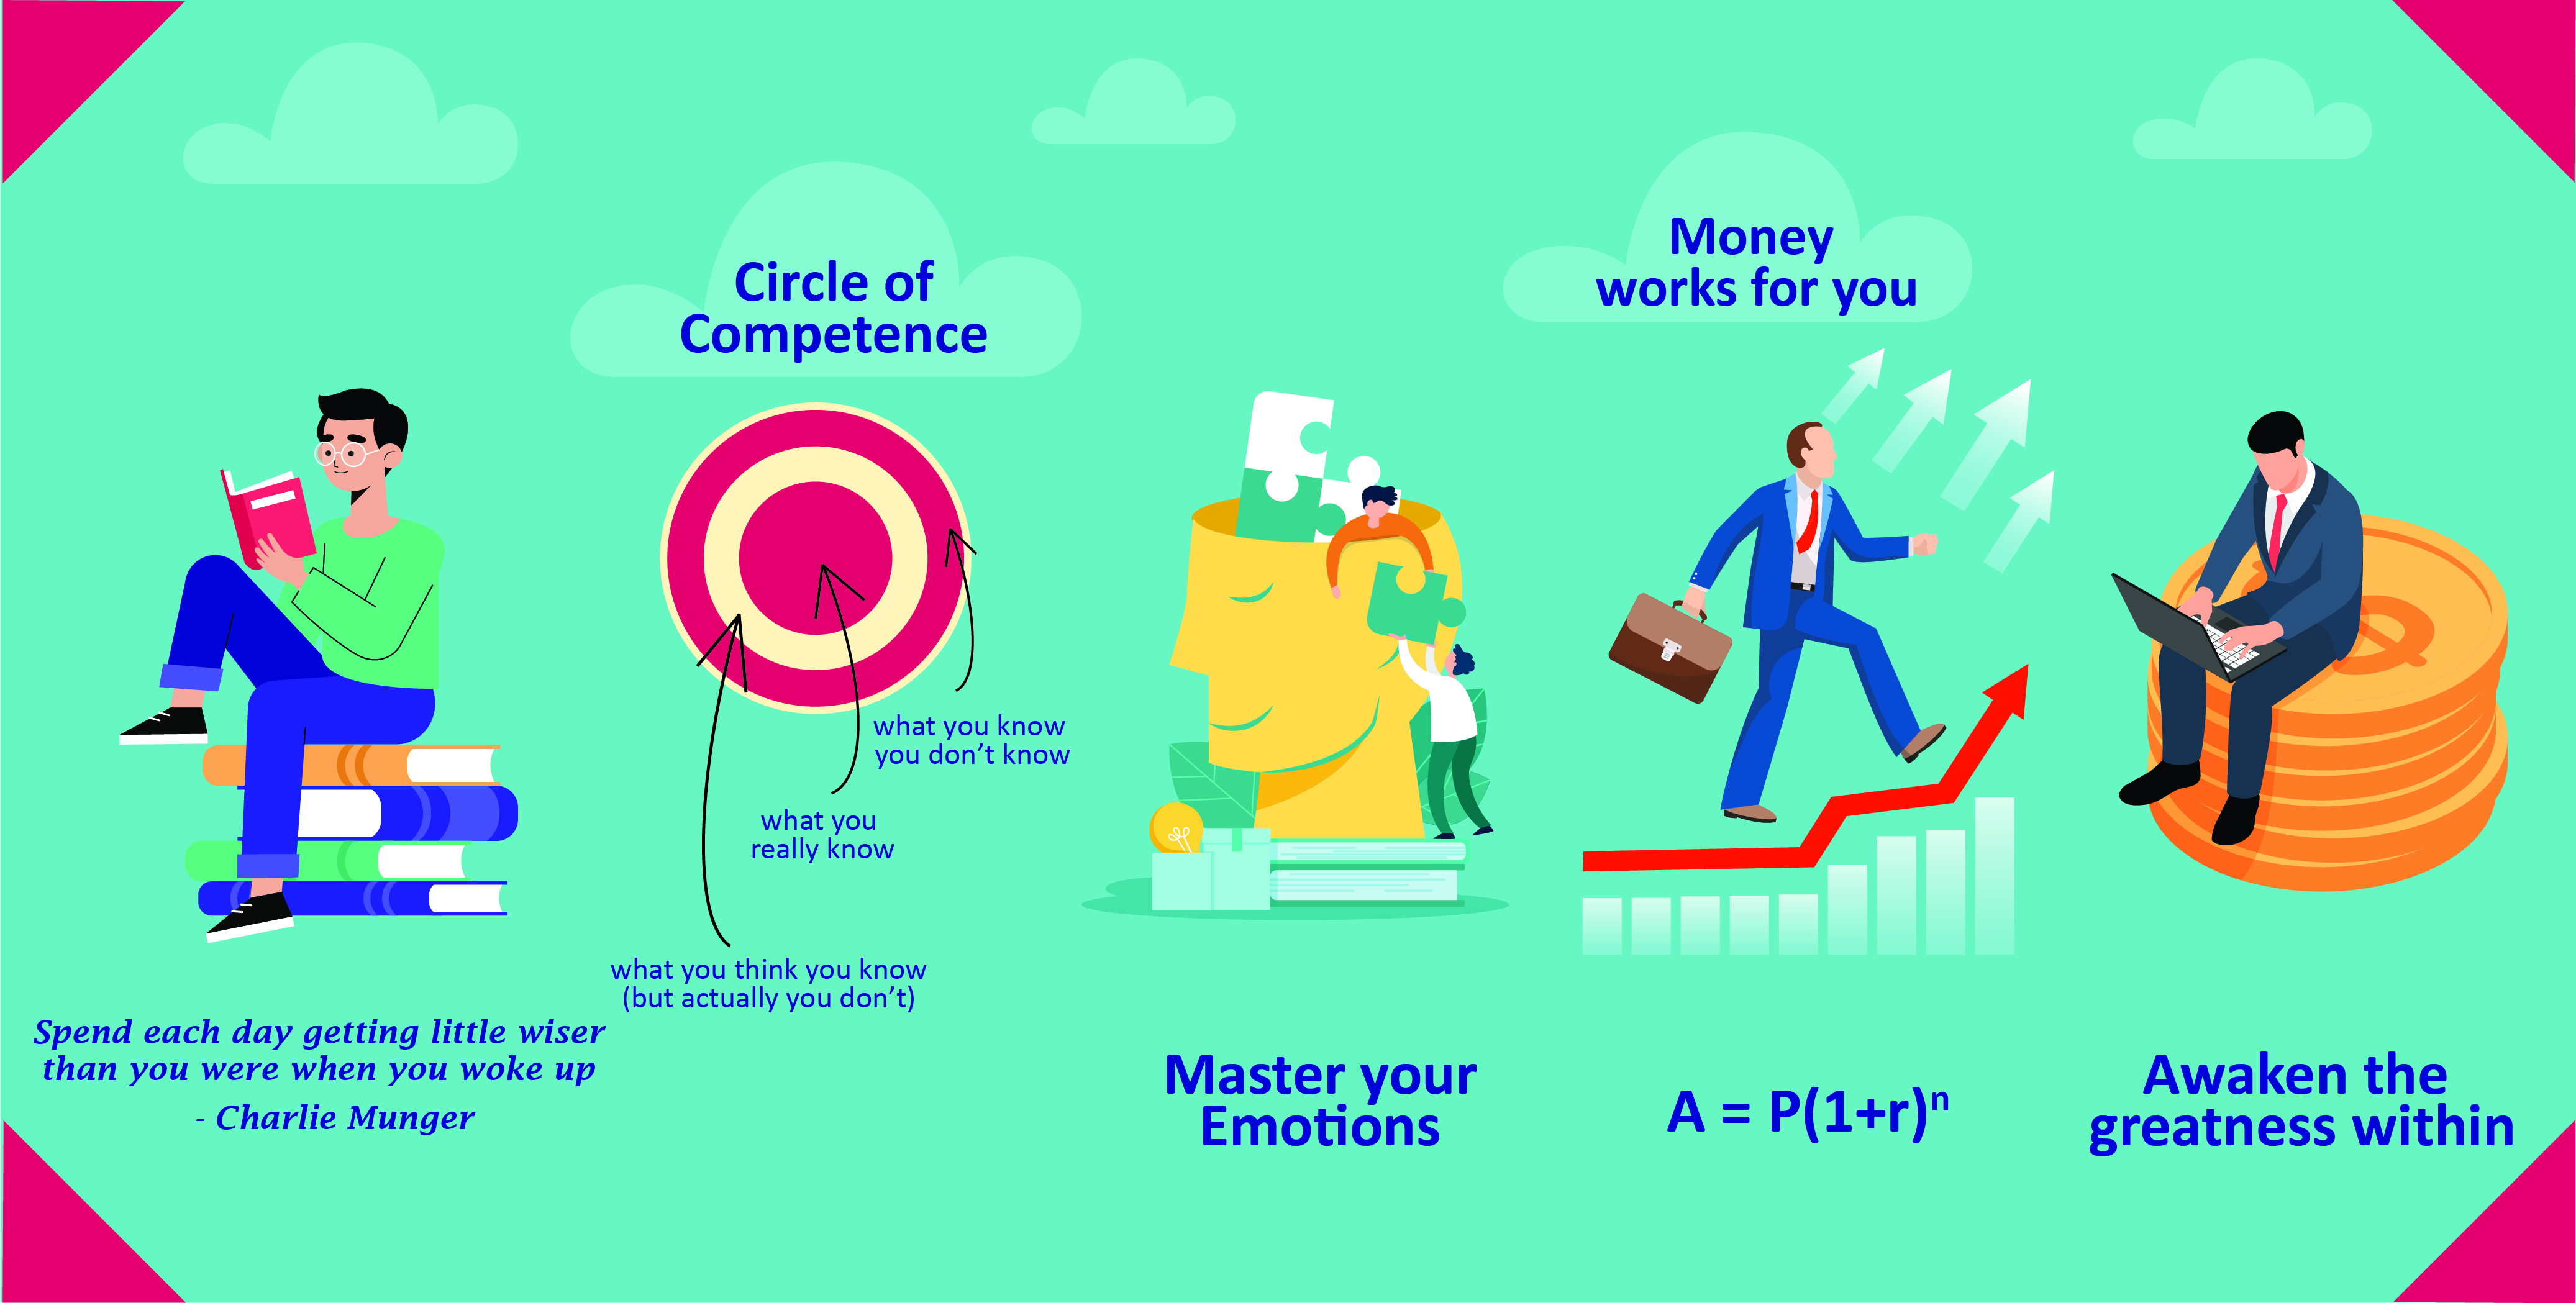 Spend each day getting little wiser
than you were when you woke up
- Charlie Munger
Circle of
Competence
what you know
you don't know
what you
really know
what you think you know
(but actually you don't)
Master your
Emotions
Money
works for you
A = P(1+r)ⁿ
Awaken the
greatness within